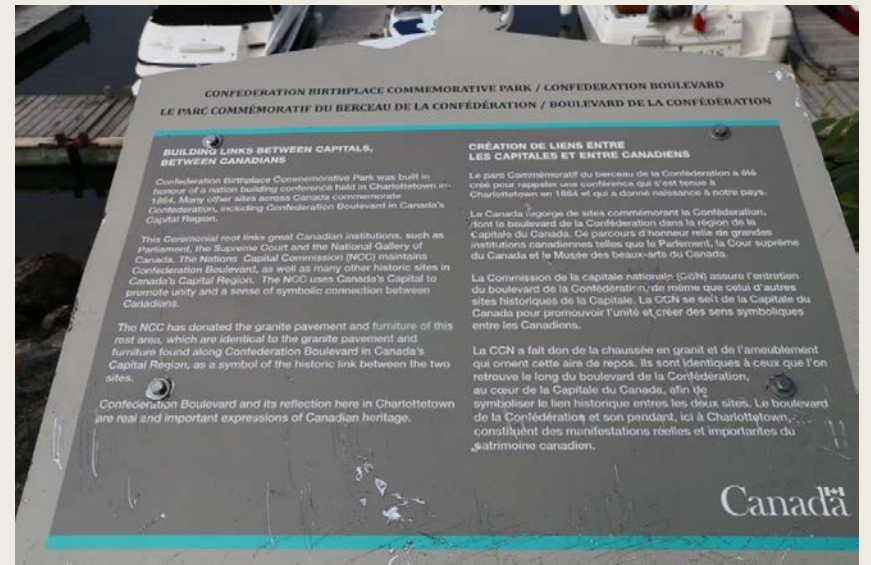 CONFEDERATION BIRTHPLACE COMMEMORATIVE PARK / CONFEDERATION BOULEVARD
LE PARC COMMÉMORATIF DU BERCEAU DE LA CONFÉDÉRATION / BOULEVARD DE LA CONFÉDÉRATION
BUILDING LINKS BETWEEN CAPITALS,
BETWEEN CANADIANS
Confederation Birthplace Commemorative Park was built in
honour of a nation building conference held in Charlottetown in
1864. Many other sites across Canada commemorate
Confederation, including Confederation Boulevard in Canada's
Capital Region.
This Ceremonial root links great Canadian institutions, such as
Parliament, the Supreme Court and the National Gallery of
Canada. The Nations Capital Commission (NCC) maintains
Confederation Boulevard, as well as many other historic sites in
Canada's Capital Region. The NCC uses Canada's Capital to
promote unity and a sense of symbolic connection between
Canadians.
The NCC has donated the granite pavement and furniture of this
rest area, which are identical to the granite pavement and
furniture found along Confederation Boulevard in Canada's
Capital Region, as a symbol of the historic link between the two
sites.
Confederation Boulevard and its reflection here in Charlottetown
are real and important expressions of Canadian heritage.
CRÉATION DE LIENS ENTRE
LES CAPITALES ET ENTRE CANADIENS
Le parc Commémoratif du berceau de la Confédération a été
créé pour rappeler une conférence qui s'est tenue à
Charlottetown en 1864 et qui a donné naissance à notre pays.
Le Canada regorge de sites commémorant la Confédération,
dont le boulevard de la Confédération dans la région de la
Capitale du Canada. Ce parcours d'honneur relie de grandes
institutions canadiennes telles que le Parlement, la Cour suprême
du Canada et le Musée des beaux-arts du Canada.
La Commission de la capitale nationale (CCN) assure l'entretien
du boulevard de la Confédération, de même que celui d'autres
sites historiques de la Capitale. La CCN se sert de la Capitale du
Canada pour promouvoir l'unité et créer des sens symboliques
entre les Canadiens.
La CCN a fait don de la chaussée en granit et de l'ameublement
qui ornent cette aire de repos. Ils sont identiques à ceux que l'on
retrouve le long du boulevard de la Confédération,
au cœur de la Capitale du Canada, afin de
symboliser le lien historique entres les deux sites. Le boulevard
de la Confédération et son pendant, ici à Charlottetown,
constituent des manifestations réelles et importantes du
patrimoine canadien.
Canada